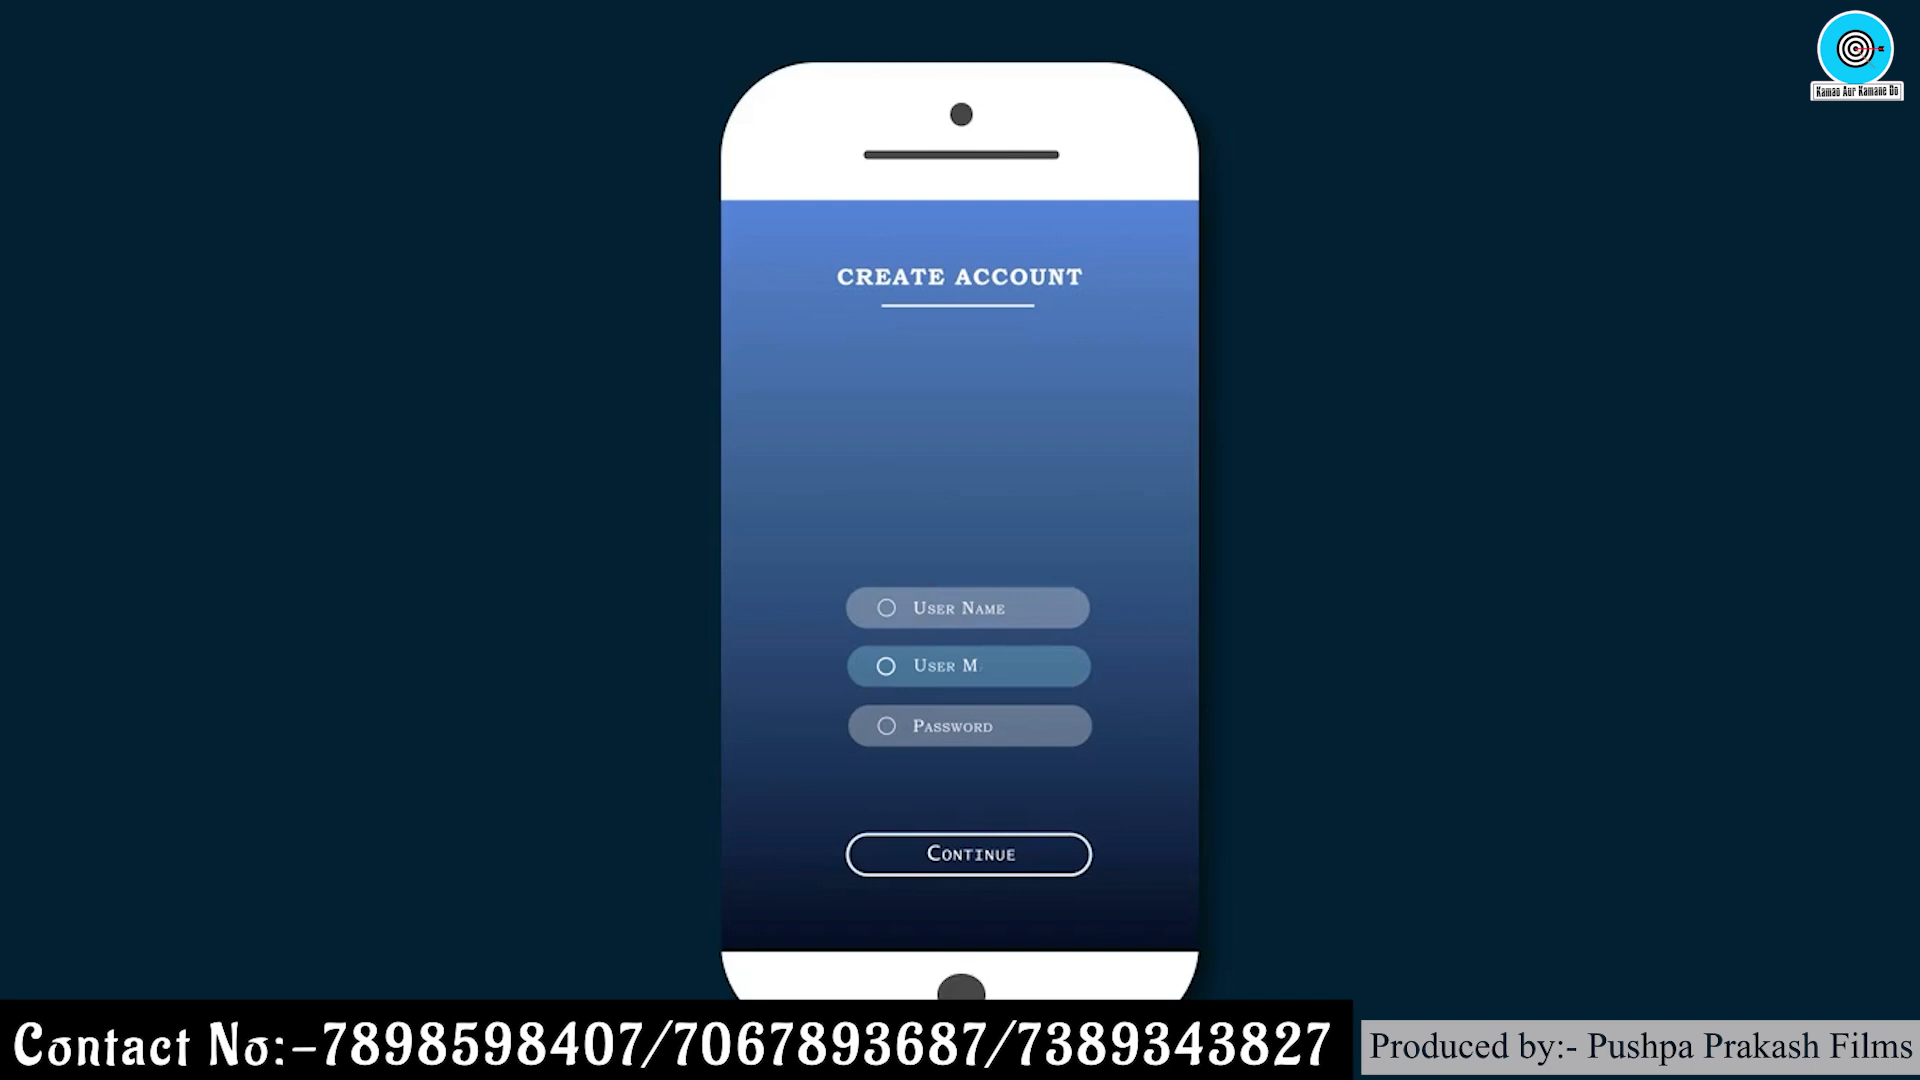 Kamao Aur Kamane Do
CREATE ACCOUNT
User Name
User M
Password
Continue
Contact No:-7898598407/7067893687/7389343827
Produced by:- Pushpa Prakash Films